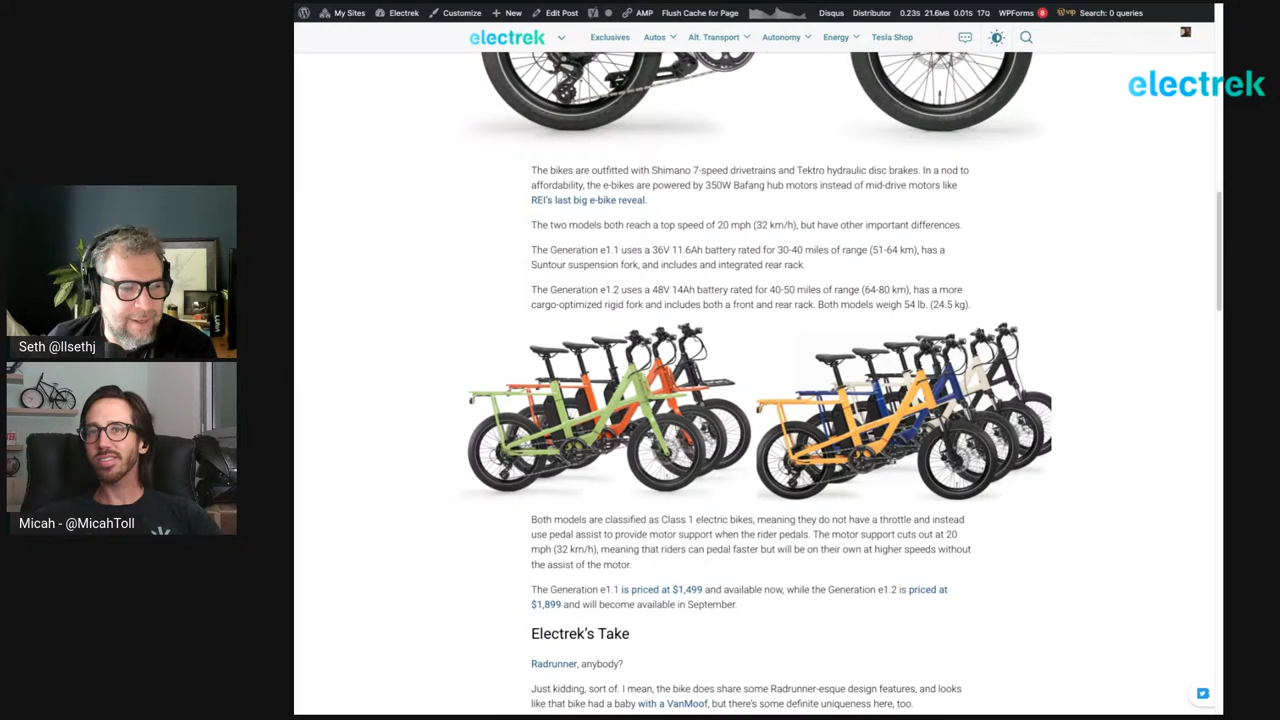 My Sites
Electrek
Customize
New
Edit Post
AMP
Flush Cache for Page
Disqus
Distributor
0.23s 21.6MB 0.01s 17Q
WPForms 8
vip
Search: 0 queries
electrek
Exclusives
Autos
Alt. Transport
Autonomy
Energy
Tesla Shop
electrek
The bikes are outfitted with Shimano 7-speed drivetrains and Tektro hydraulic disc brakes. In a nod to
affordability, the e-bikes are powered by 350W Bafang hub motors instead of mid-drive motors like
REI's last big e-bike reveal.
The two models both reach a top speed of 20 mph (32 km/h), but have other important differences.
The Generation e1.1 uses a 36V 11.6Ah battery rated for 30-40 miles of range (51-64 km), has a
Suntour suspension fork, and includes and integrated rear rack.
The Generation e1.2 uses a 48V 14Ah battery rated for 40-50 miles of range (64-80 km), has a more
cargo-optimized rigid fork and includes both a front and rear rack. Both models weigh 54 lb. (24.5 kg).
Seth @llsethj
Micah - @MicahToll
Both models are classified as Class 1 electric bikes, meaning they do not have a throttle and instead
use pedal assist to provide motor support when the rider pedals. The motor support cuts out at 20
mph (32 km/h), meaning that riders can pedal faster but will be on their own at higher speeds without
the assist of the motor.
The Generation e1.1 is priced at $1,499 and available now, while the Generation e1.2 is priced at
$1,899 and will become available in September.
Electrek's Take
Radrunner, anybody?
Just kidding, sort of. I mean, the bike does share some Radrunner-esque design features, and looks
like that bike had a baby with a VanMoof, but there's some definite uniqueness here, too.